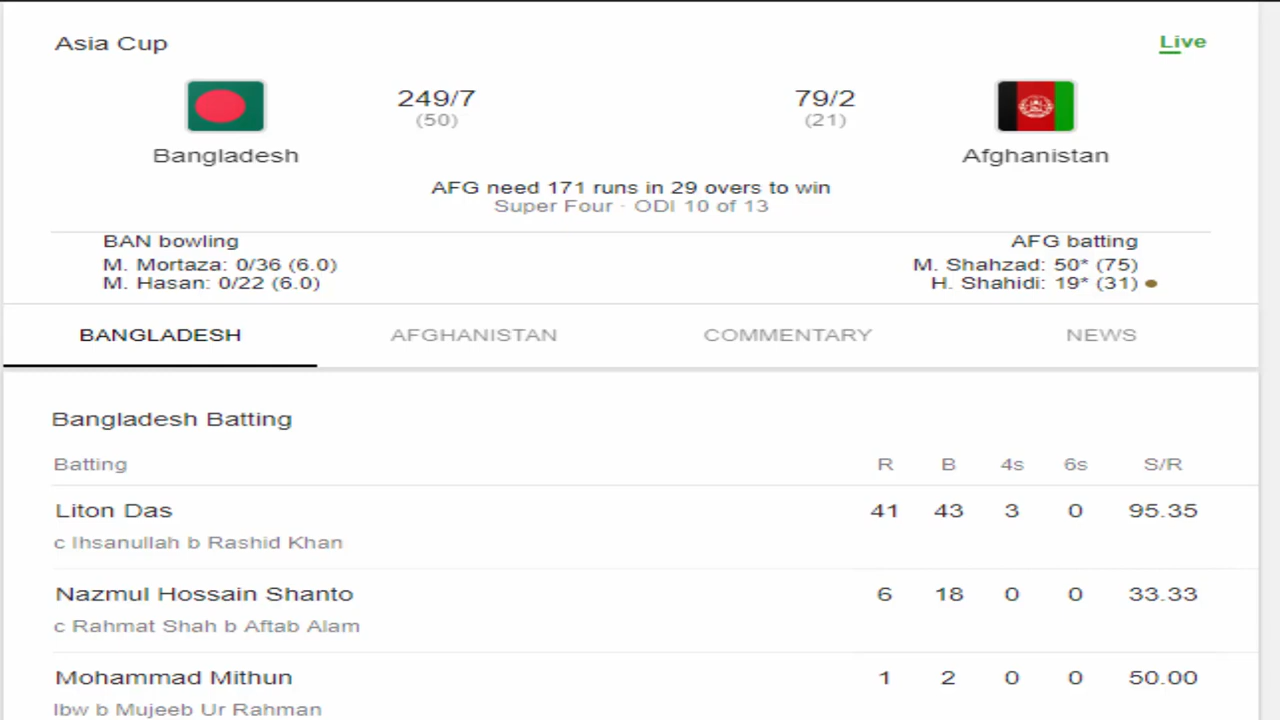 Asia Cup
Live
249/7
79/2
(50)
(21)
Bangladesh
Afghanistan
AFG need 171 runs in 29 overs to win
Super Four · ODI 10 of 13
BAN bowling
AFG batting
M. Mortaza: 0/36 (6.0)
M. Shahzad: 50* (75)
M. Hasan: 0/22 (6.0)
H. Shahidi: 19* (31)
BANGLADESH AFGHANISTAN COMMENTARY NEWS
Bangladesh Batting
Batting R B 4s 6s S/R
Liton Das 41 43 3 0 95.35
c Ihsanullah b Rashid Khan
Nazmul Hossain Shanto 6 18 0 0 33.33
c Rahmat Shah b Aftab Alam
Mohammad Mithun 1 2 0 0 50.00
lbw b Mujeeb Ur Rahman